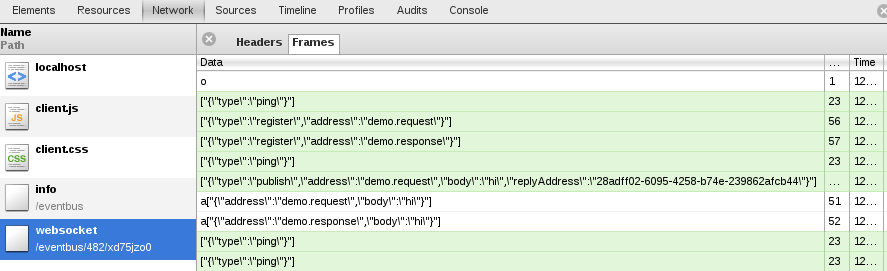 Elements Resources Network Sources Timeline Profiles Audits Console
Name
Path
Headers Frames
localhost
client.js
client.css
info
/eventbus
websocket
/eventbus/482/xd75jzo0
Data ... Time
o 1 12...
["{\"type\":\"ping\"}"] 23 12...
["{\"type\":\"register\",\"address\":\"demo.request\"}"] 56 12...
["{\"type\":\"register\",\"address\":\"demo.response\"}"] 57 12...
["{\"type\":\"ping\"}"] 23 12...
["{\"type\":\"publish\",\"address\":\"demo.request\",\"body\":\"hi\",\"replyAddress\":\"28adff02-6095-4258-b74e-239862afcb44\"}"] ... 12...
a["{\"address\":\"demo.request\",\"body\":\"hi\"}"] 51 12...
a["{\"address\":\"demo.response\",\"body\":\"hi\"}"] 52 12...
["{\"type\":\"ping\"}"] 23 12...
["{\"type\":\"ping\"}"] 23 12...